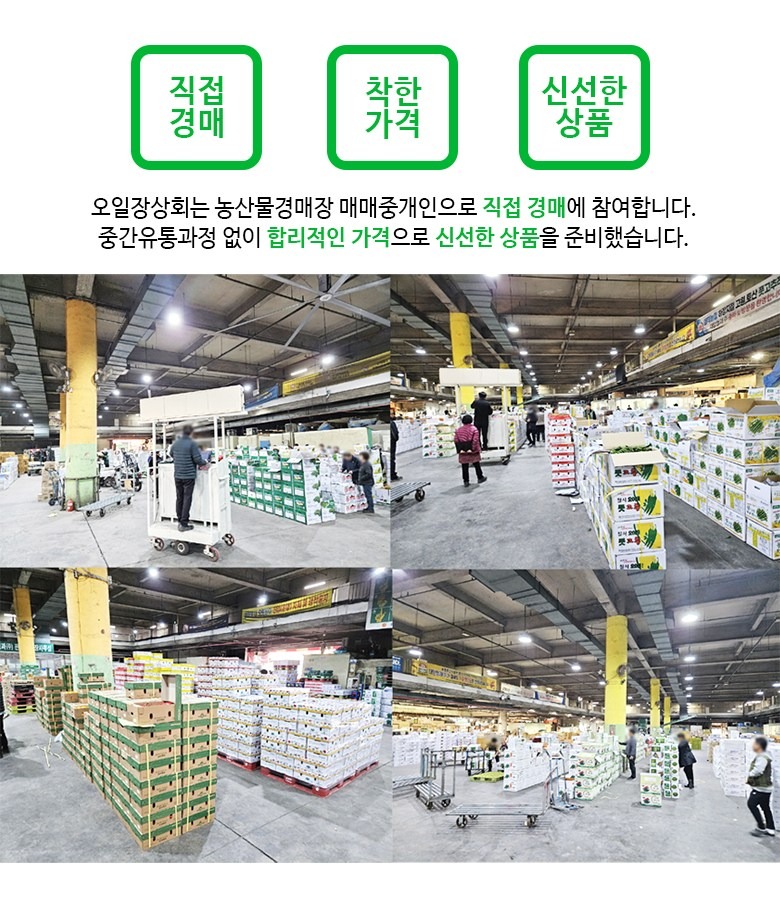 직접
경매
착한
가격
신선한
상품
오일장상회는 농산물경매장 매매중개인으로 직접 경매에 참여합니다.
중간유통과정 없이 합리적인 가격으로 신선한 상품을 준비했습니다.